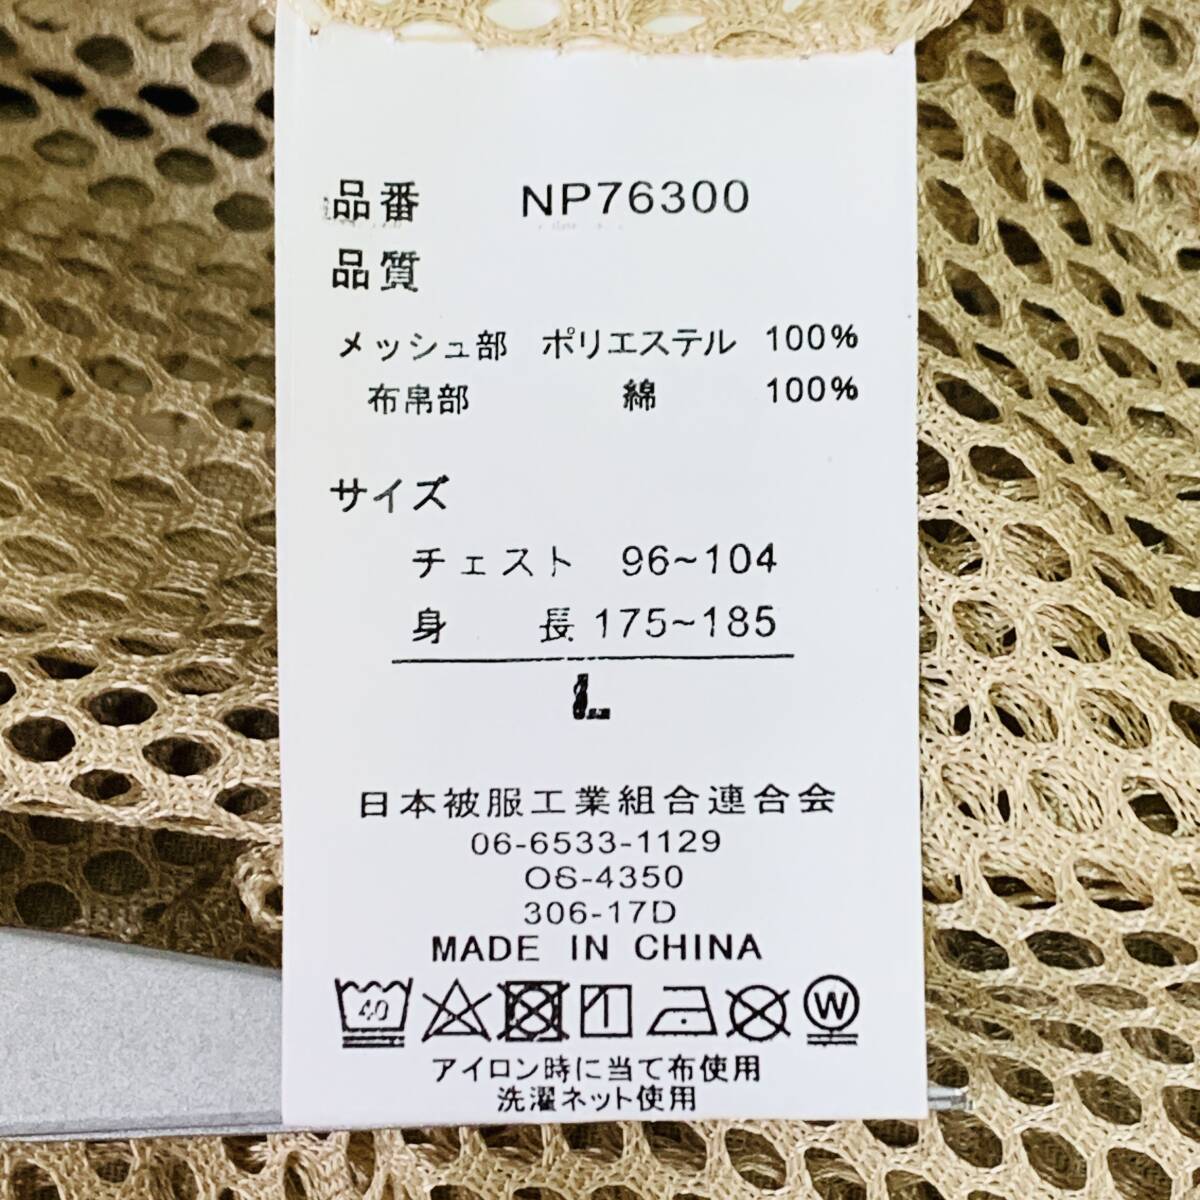 品番 NP76300
品質
メッシュ部 ポリエステル 100%
布帛部 綿 100%
サイズ
チェスト 96~104
身 長 175~185
L
日本被服工業組合連合会
06-6533-1129
OS-4350
306-17D
MADE IN CHINA
40 W
アイロン時に当て布使用
洗濯ネット使用